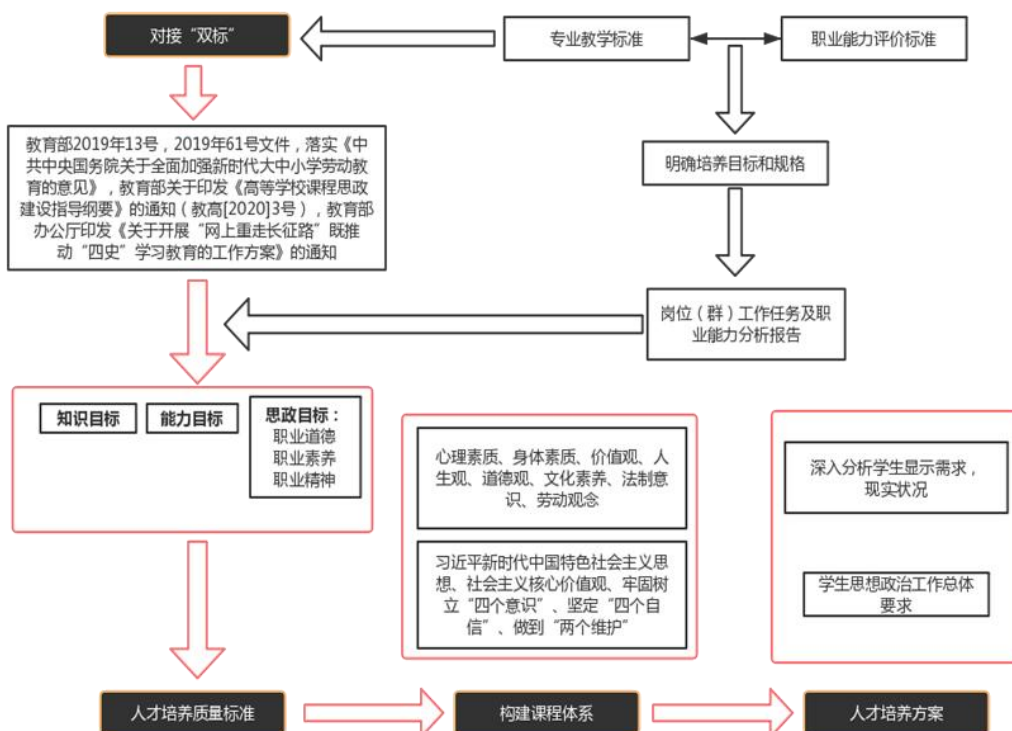 对接“双标”
专业教学标准
职业能力评价标准
教育部2019年13号，2019年61号文件，落实《中
共中央国务院关于全面加强新时代大中小学劳动教
育的意见》，教育部关于印发《高等学校课程思政
建设指导纲要》的通知（教高[2020]3号），教育部
办公厅印发《关于开展“网上重走长征路”既推
动“四史”学习教育的工作方案》的通知
明确培养目标和规格
岗位（群）工作任务及职
业能力分析报告
知识目标
能力目标
思政目标：
职业道德
职业素养
职业精神
心理素质、身体素质、价值观、人
生观、道德观、文化素养、法制意
识、劳动观念
习近平新时代中国特色社会主义思
想、社会主义核心价值观、牢固树
立“四个意识”、坚定“四个自
信”、做到“两个维护”
深入分析学生显示需求，
现实状况
学生思想政治工作总体
要求
人才培养质量标准
构建课程体系
人才培养方案